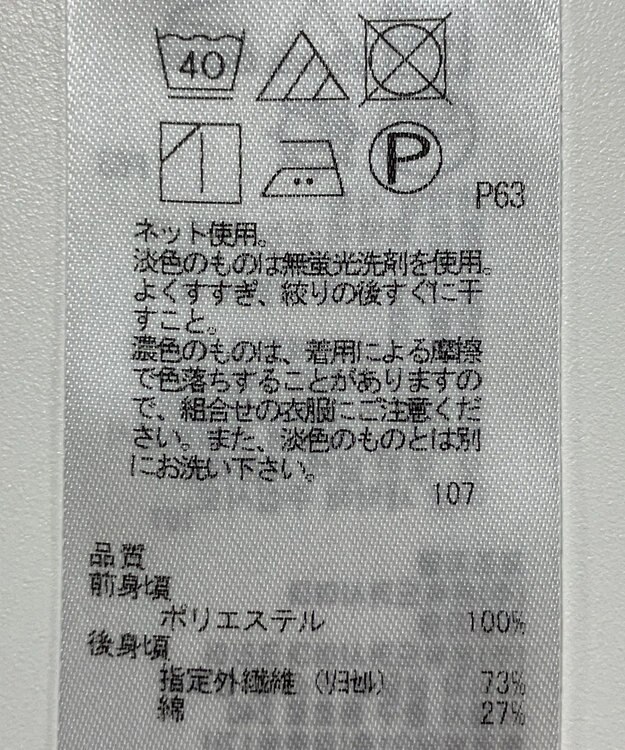 40
P
P63
ネット使用。
淡色のものは無蛍光洗剤を使用。
よくすすぎ、絞りの後すぐに干
すこと。
濃色のものは、着用による摩擦
で色落ちすることがありますの
で、組合せの衣服にご注意くだ
さい。また、淡色のものとは別
にお洗い下さい。
107
品質
前身頃
ポリエステル 100%
後身頃
指定外繊維（リヨセル） 73%
綿 27%